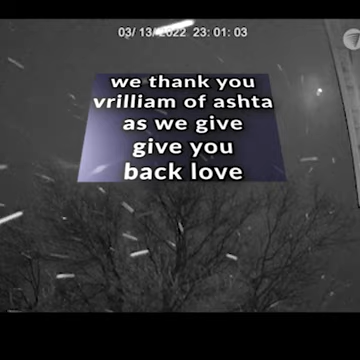 03/13/2022 23:01:03
we thank you
vrilliam of ashta
as we give
give you
back love